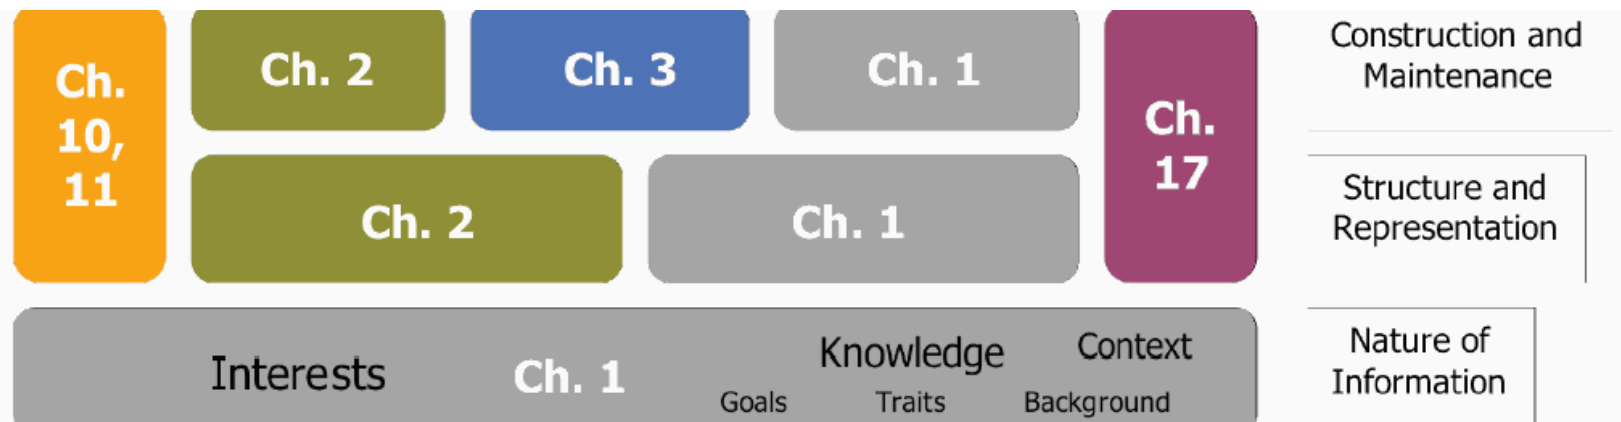 Ch.
10,
11
Ch. 2
Ch. 3
Ch. 1
Ch.
17
Construction and
Maintenance
Ch. 2
Ch. 1
Structure and
Representation
Interests
Ch. 1
Knowledge
Context
Goals
Traits
Background
Nature of
Information